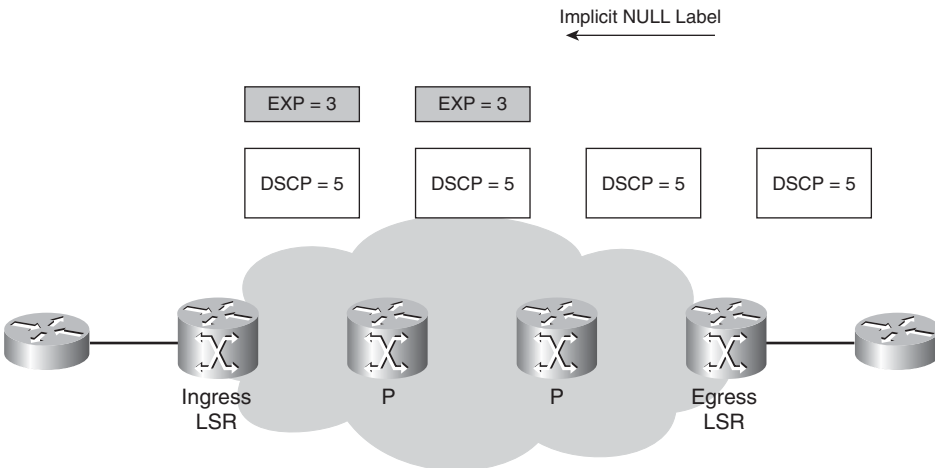 Implicit NULL Label
EXP = 3
EXP = 3
DSCP = 5
DSCP = 5
DSCP = 5
DSCP = 5
Ingress
LSR
P
P
Egress
LSR